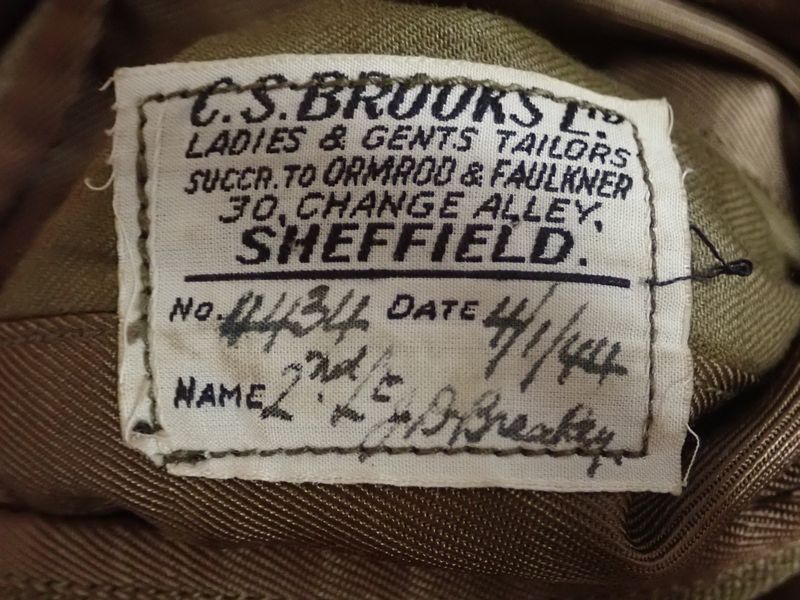 C.S. BROOKS LTD
LADIES & GENTS TAILORS
SUCCR. TO ORMROD & FAULKNER
30, CHANGE ALLEY,
SHEFFIELD.
No. 4434 DATE 4/1/44
NAME 2nd/Lt J. D. Breakey.